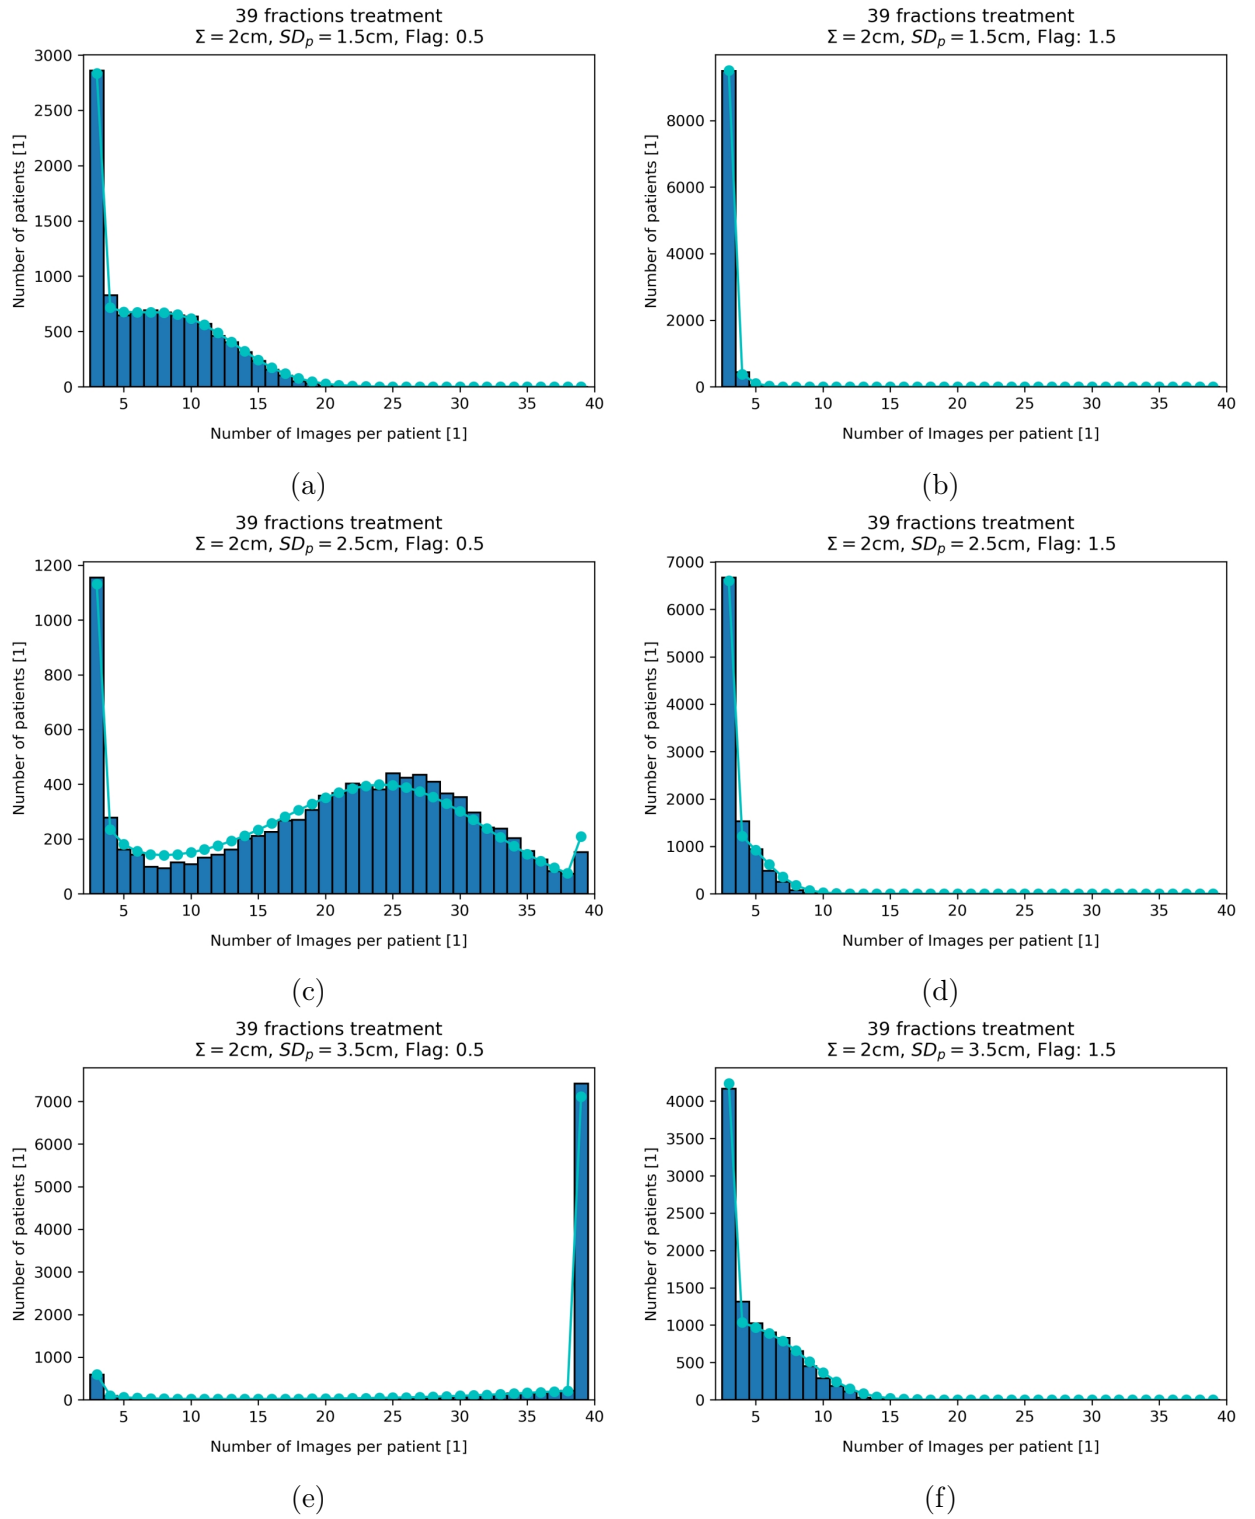 39 fractions treatment
Σ = 2cm, SDₚ = 1.5cm, Flag: 0.5
3000
2500
2000
1500
1000
500
0
Number of patients [1]
5 10 15 20 25 30 35 40
Number of Images per patient [1]
(a)
39 fractions treatment
Σ = 2cm, SDₚ = 1.5cm, Flag: 1.5
8000
6000
4000
2000
0
Number of patients [1]
5 10 15 20 25 30 35 40
Number of Images per patient [1]
(b)
39 fractions treatment
Σ = 2cm, SDₚ = 2.5cm, Flag: 0.5
1200
1000
800
600
400
200
0
Number of patients [1]
5 10 15 20 25 30 35 40
Number of Images per patient [1]
(c)
39 fractions treatment
Σ = 2cm, SDₚ = 2.5cm, Flag: 1.5
7000
6000
5000
4000
3000
2000
1000
0
Number of patients [1]
5 10 15 20 25 30 35 40
Number of Images per patient [1]
(d)
39 fractions treatment
Σ = 2cm, SDₚ = 3.5cm, Flag: 0.5
7000
6000
5000
4000
3000
2000
1000
0
Number of patients [1]
5 10 15 20 25 30 35 40
Number of Images per patient [1]
(e)
39 fractions treatment
Σ = 2cm, SDₚ = 3.5cm, Flag: 1.5
4000
3500
3000
2500
2000
1500
1000
500
0
Number of patients [1]
5 10 15 20 25 30 35 40
Number of Images per patient [1]
(f)